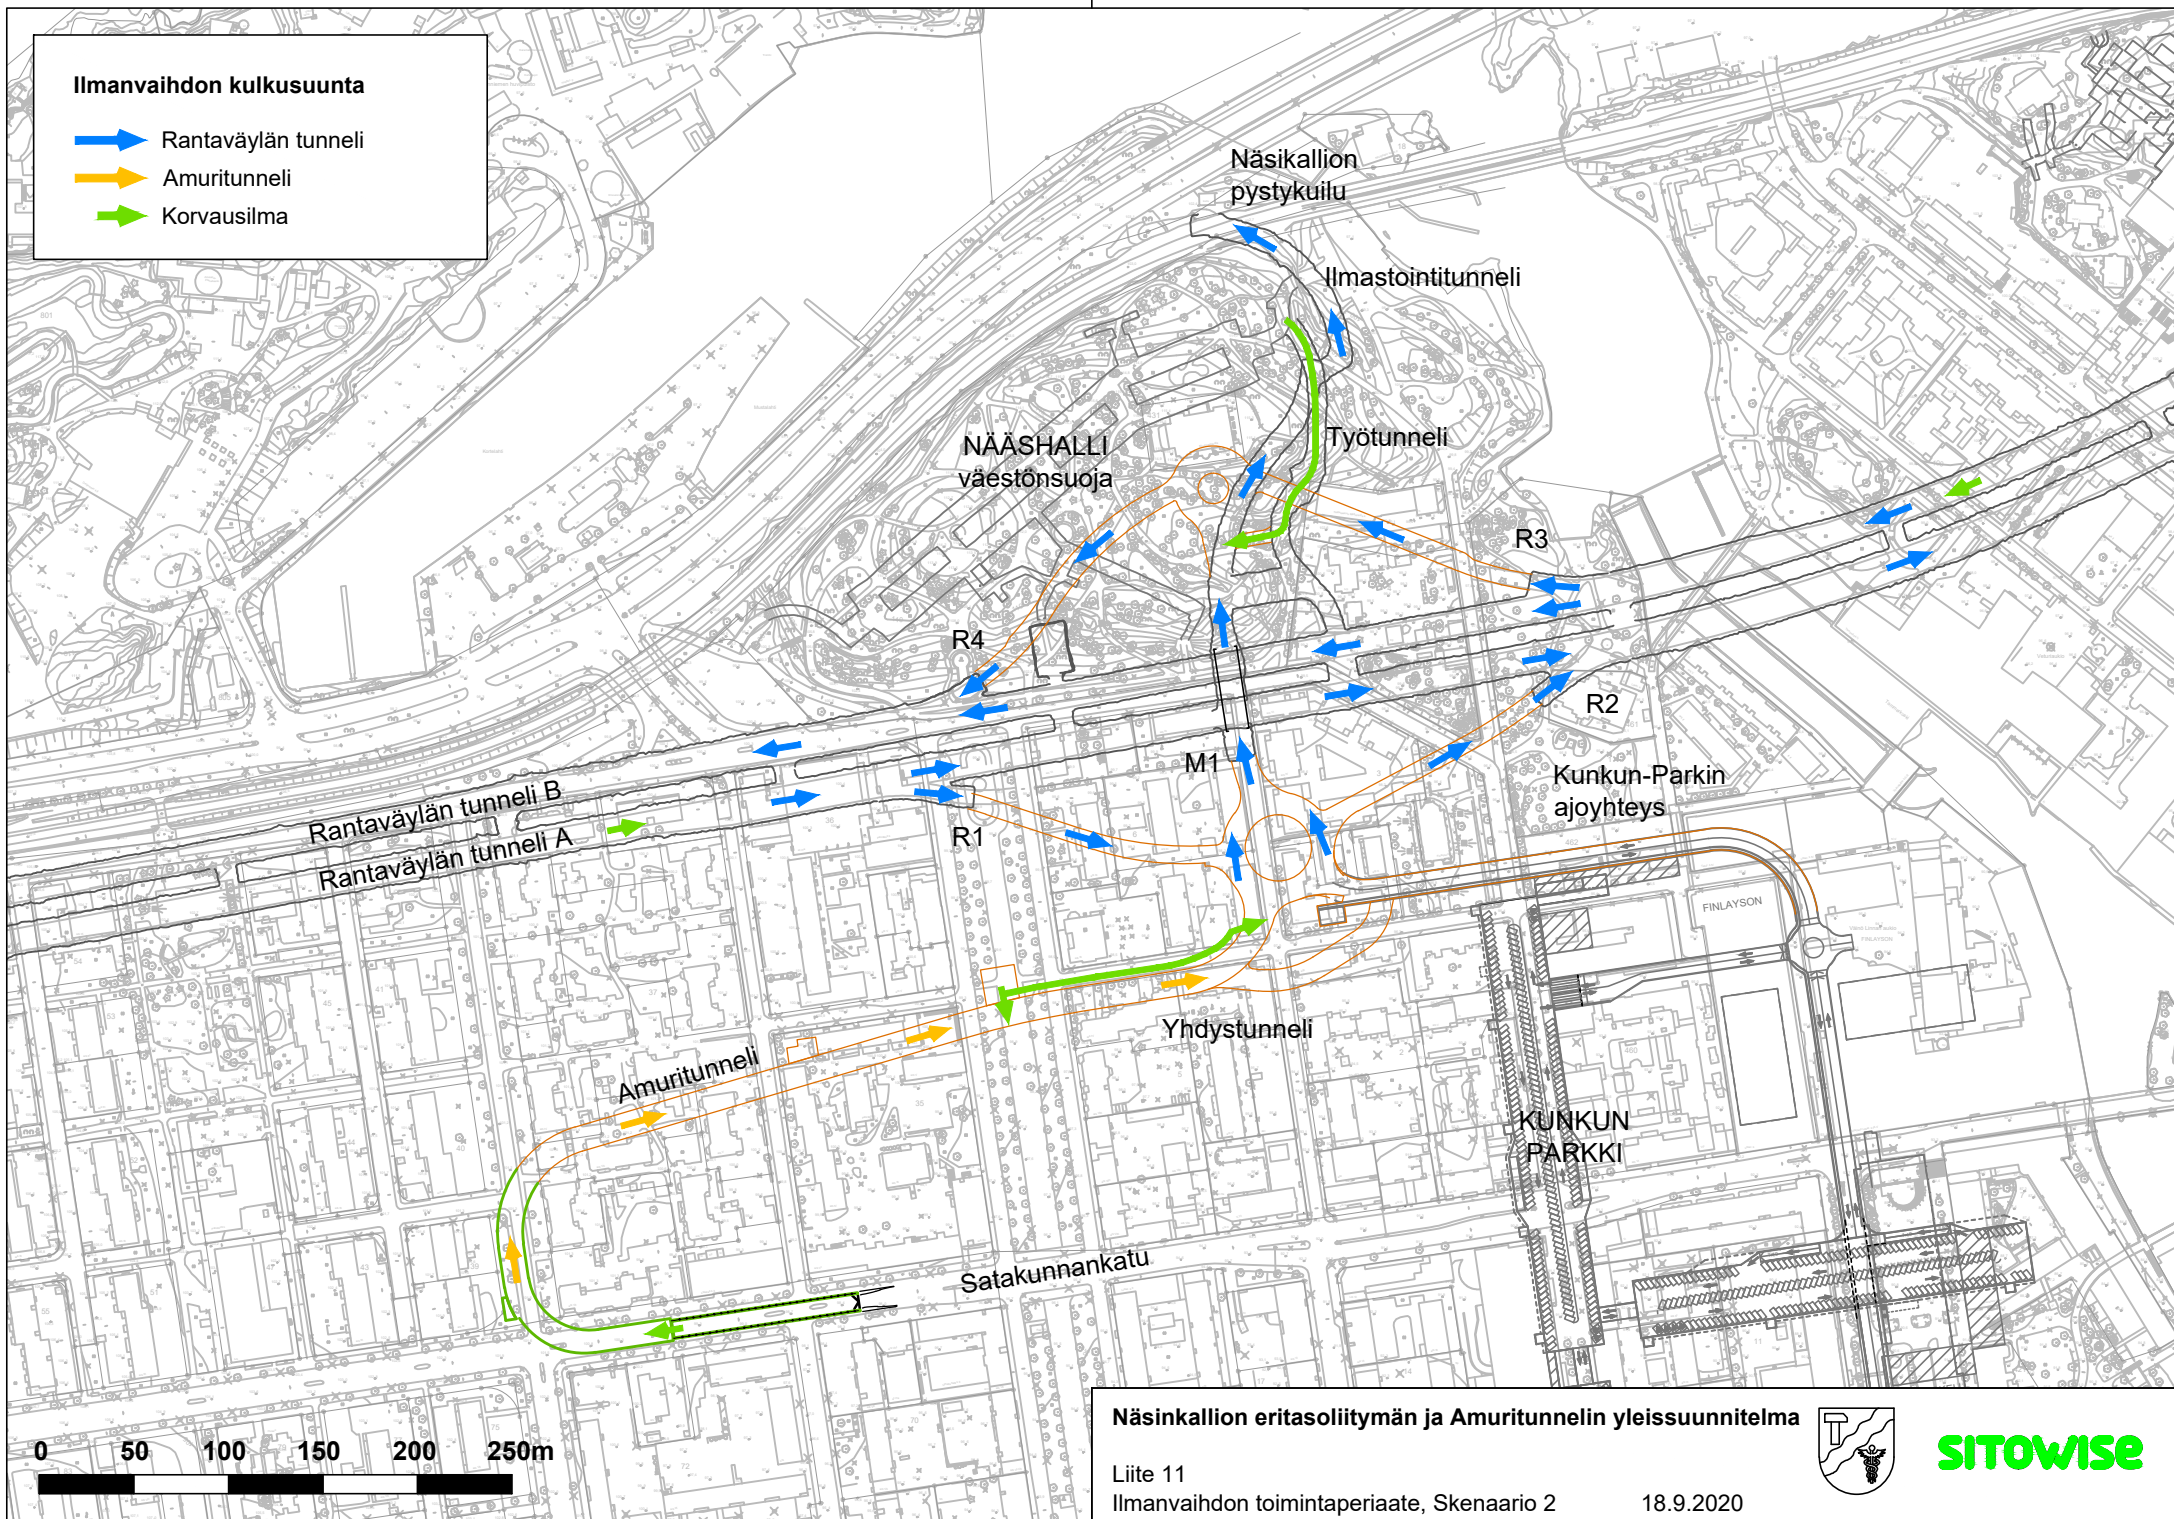 Ilmanvaihdon kulkusuunta
Rantaväylän tunneli
Amuritunneli
Korvausilma
Näsikallion
pystykuilu
Ilmastointitunneli
Työtunneli
NÄÄSHALLI
väestönsuoja
R3
R4
R2
M1
R1
Kunkun-Parkin
ajoyhteys
Rantaväylän tunneli B
Rantaväylän tunneli A
FINLAYSON
Yhdystunneli
Amuritunneli
KUNKUN
PARKKI
Satakunnankatu
0 50 100 150 200 250m
Näsinkallion eritasoliitymän ja Amuritunnelin yleissuunnitelma
Liite 11
Ilmanvaihdon toimintaperiaate, Skenaario 2 18.9.2020
SITOWISE